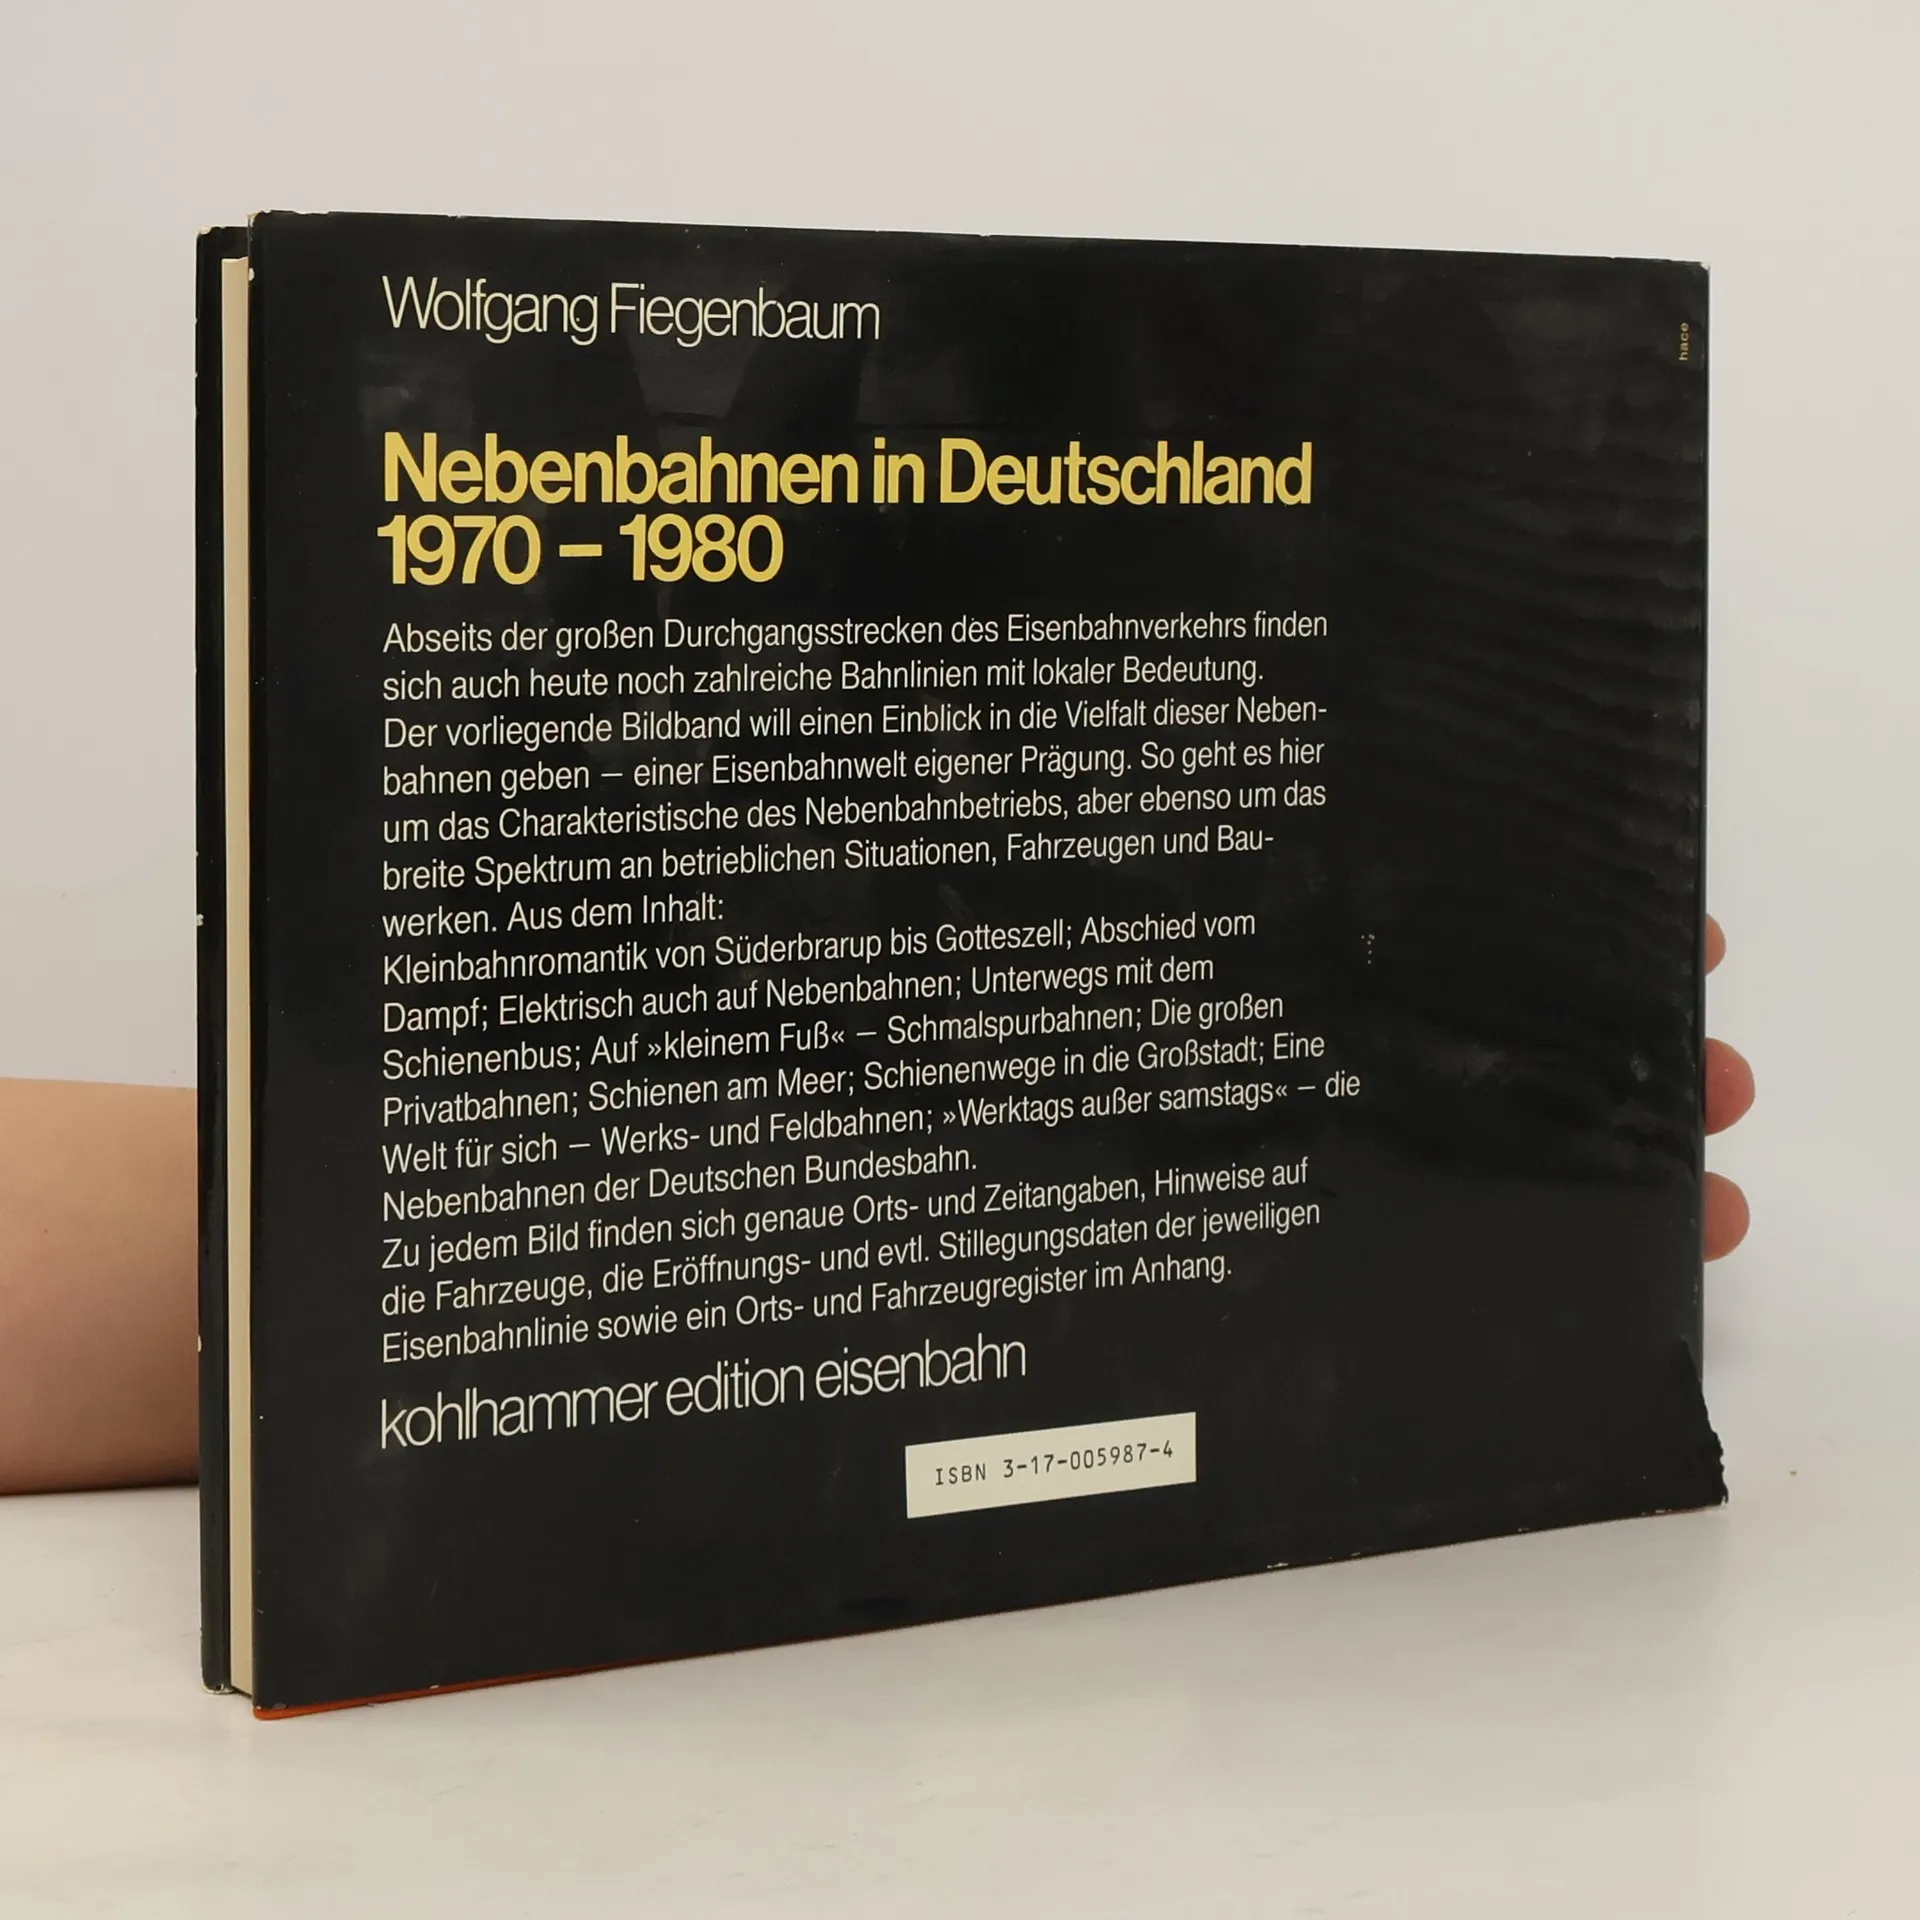 Wolfgang Fiegenbaum
hace
Nebenbahnen in Deutschland
1970 – 1980
Abseits der großen Durchgangsstrecken des Eisenbahnverkehrs finden
sich auch heute noch zahlreiche Bahnlinien mit lokaler Bedeutung.
Der vorliegende Bildband will einen Einblick in die Vielfalt dieser Neben-
bahnen geben – einer Eisenbahnwelt eigener Prägung. So geht es hier
um das Charakteristische des Nebenbahnbetriebs, aber ebenso um das
breite Spektrum an betrieblichen Situationen, Fahrzeugen und Bau-
werken. Aus dem Inhalt:
Kleinbahnromantik von Süderbrarup bis Gotteszell; Abschied vom
Dampf; Elektrisch auch auf Nebenbahnen; Unterwegs mit dem
Schienenbus; Auf »kleinem Fuß« – Schmalspurbahnen; Die großen
Privatbahnen; Schienen am Meer; Schienenwege in die Großstadt; Eine
Welt für sich – Werks- und Feldbahnen; »Werktags außer samstags« – die
Nebenbahnen der Deutschen Bundesbahn.
Zu jedem Bild finden sich genaue Orts- und Zeitangaben, Hinweise auf
die Fahrzeuge, die Eröffnungs- und evtl. Stillegungsdaten der jeweiligen
Eisenbahnlinie sowie ein Orts- und Fahrzeugregister im Anhang.
kohlhammer edition eisenbahn
ISBN 3-17-005987-4